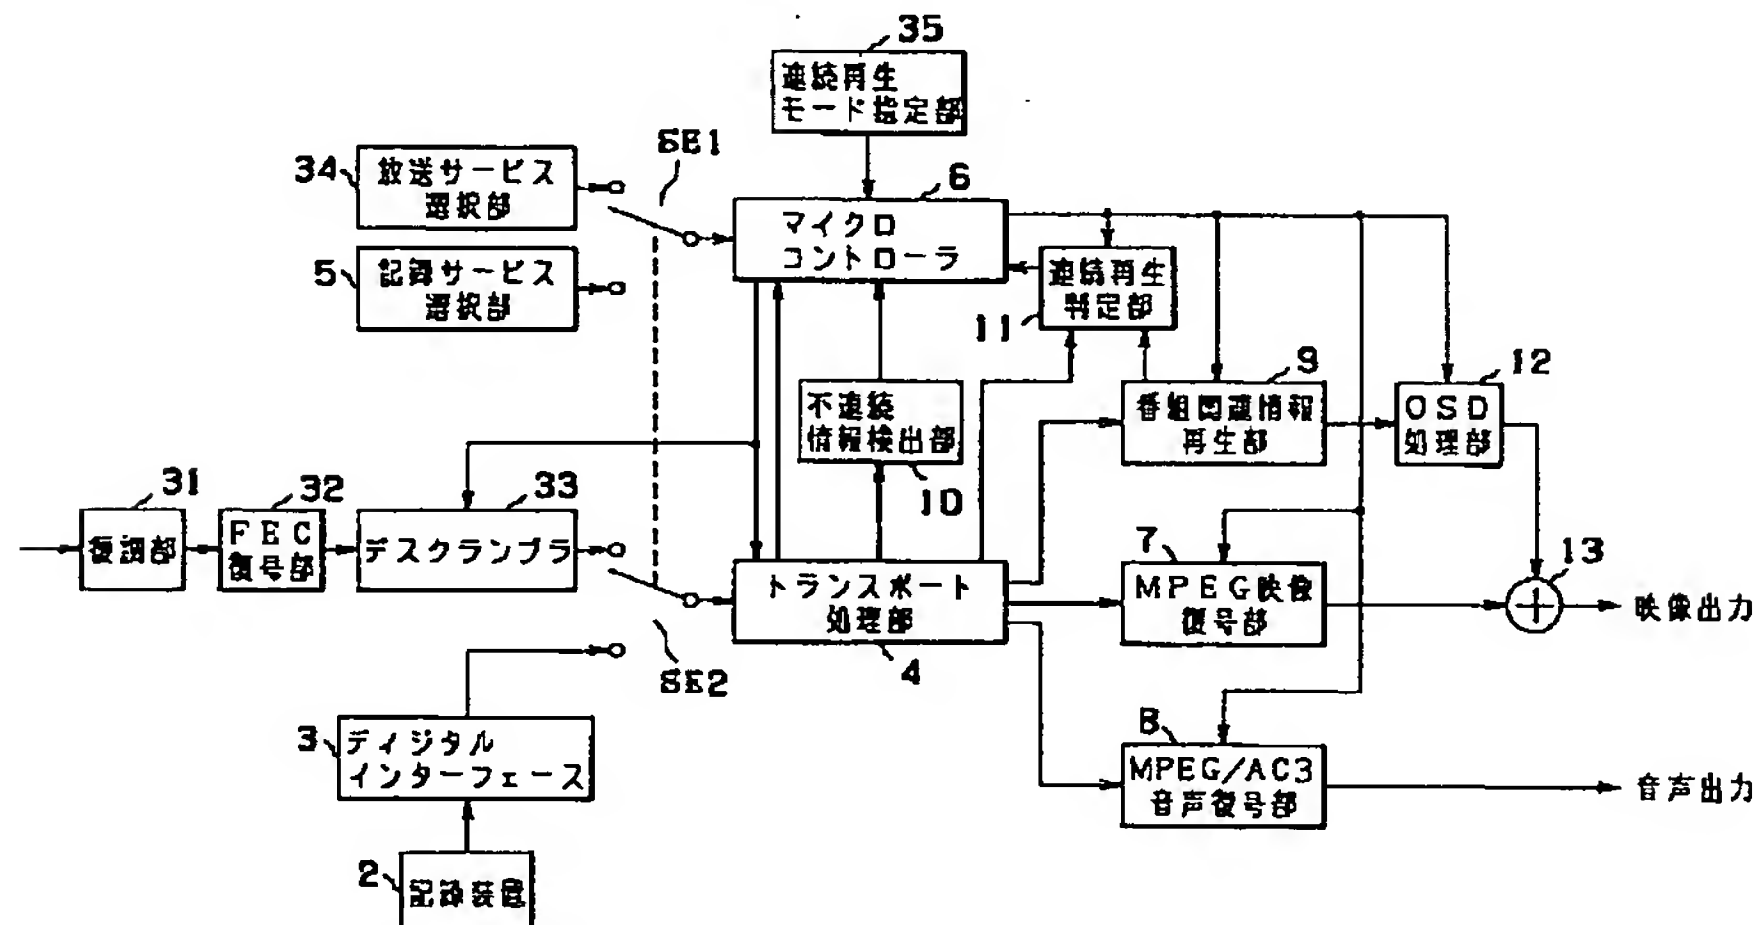 35
連続再生
モード指定部
SE1
34
放送サービス
選択部
6
マイクロ
コントローラ
5
記録サービス
選択部
連続再生
判定部
11
不連続
情報検出部
10
9
番組関連情報
再生部
12
OSD
処理部
31
復調部
32
FEC
復号部
33
デスクランブラ
トランスポート
処理部
4
7
MPEG映像
復号部
13
映像出力
SE2
3
ディジタル
インターフェース
8
MPEG/AC3
音声復号部
音声出力
2
記録装置